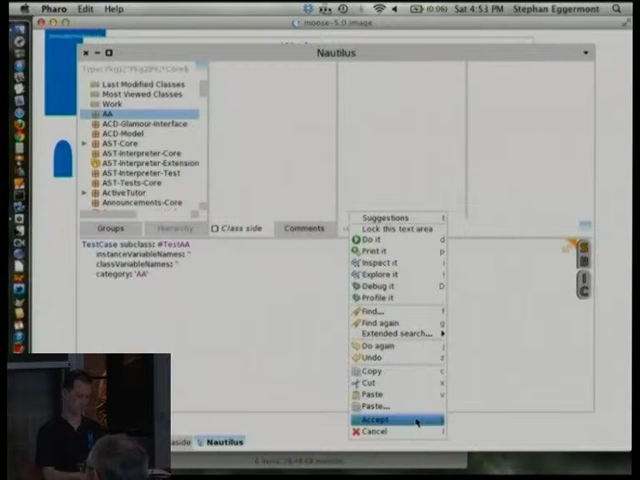 Pharo Edit Help
(0:06) Sat 4:53 PM Stephan Eggermont
moose-5.0.image
Nautilus
Last Modified Classes
Most Viewed Classes
Work
AA
ACD-Glamour-Interface
ACD-Model
AST-Core
AST-Interpreter-Core
AST-Interpreter-Extension
AST-Interpreter-Test
AST-Tests-Core
ActiveTutor
Announcements-Core
Groups Hierarchy Class side Comments
TestCase subclass: #TestAA
instanceVariableNames: ''
classVariableNames: ''
category: 'AA'
Suggestions t
Lock this text area
Do it d
Print it p
Inspect it i
Explore it I
Debug it D
Profile it
Find... f
Find again g
Extended search...
Do again j
Undo z
Copy c
Cut x
Paste v
Paste...
Accept s
Cancel l
S
B
I
C
aside Nautilus